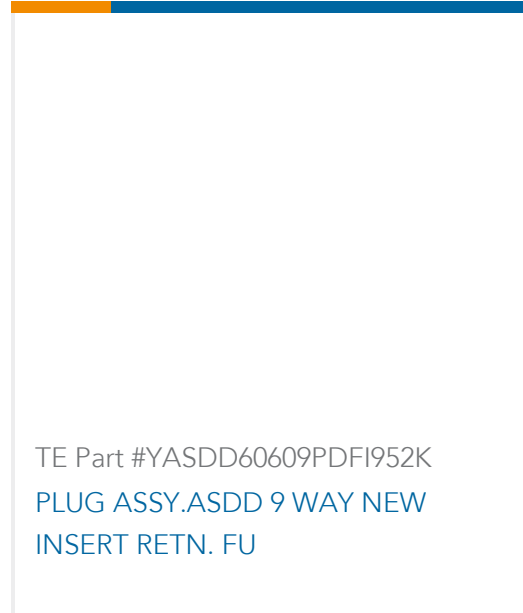 TE Part #YASDD60609PDFI952K
PLUG ASSY.ASDD 9 WAY NEW
INSERT RETN. FU